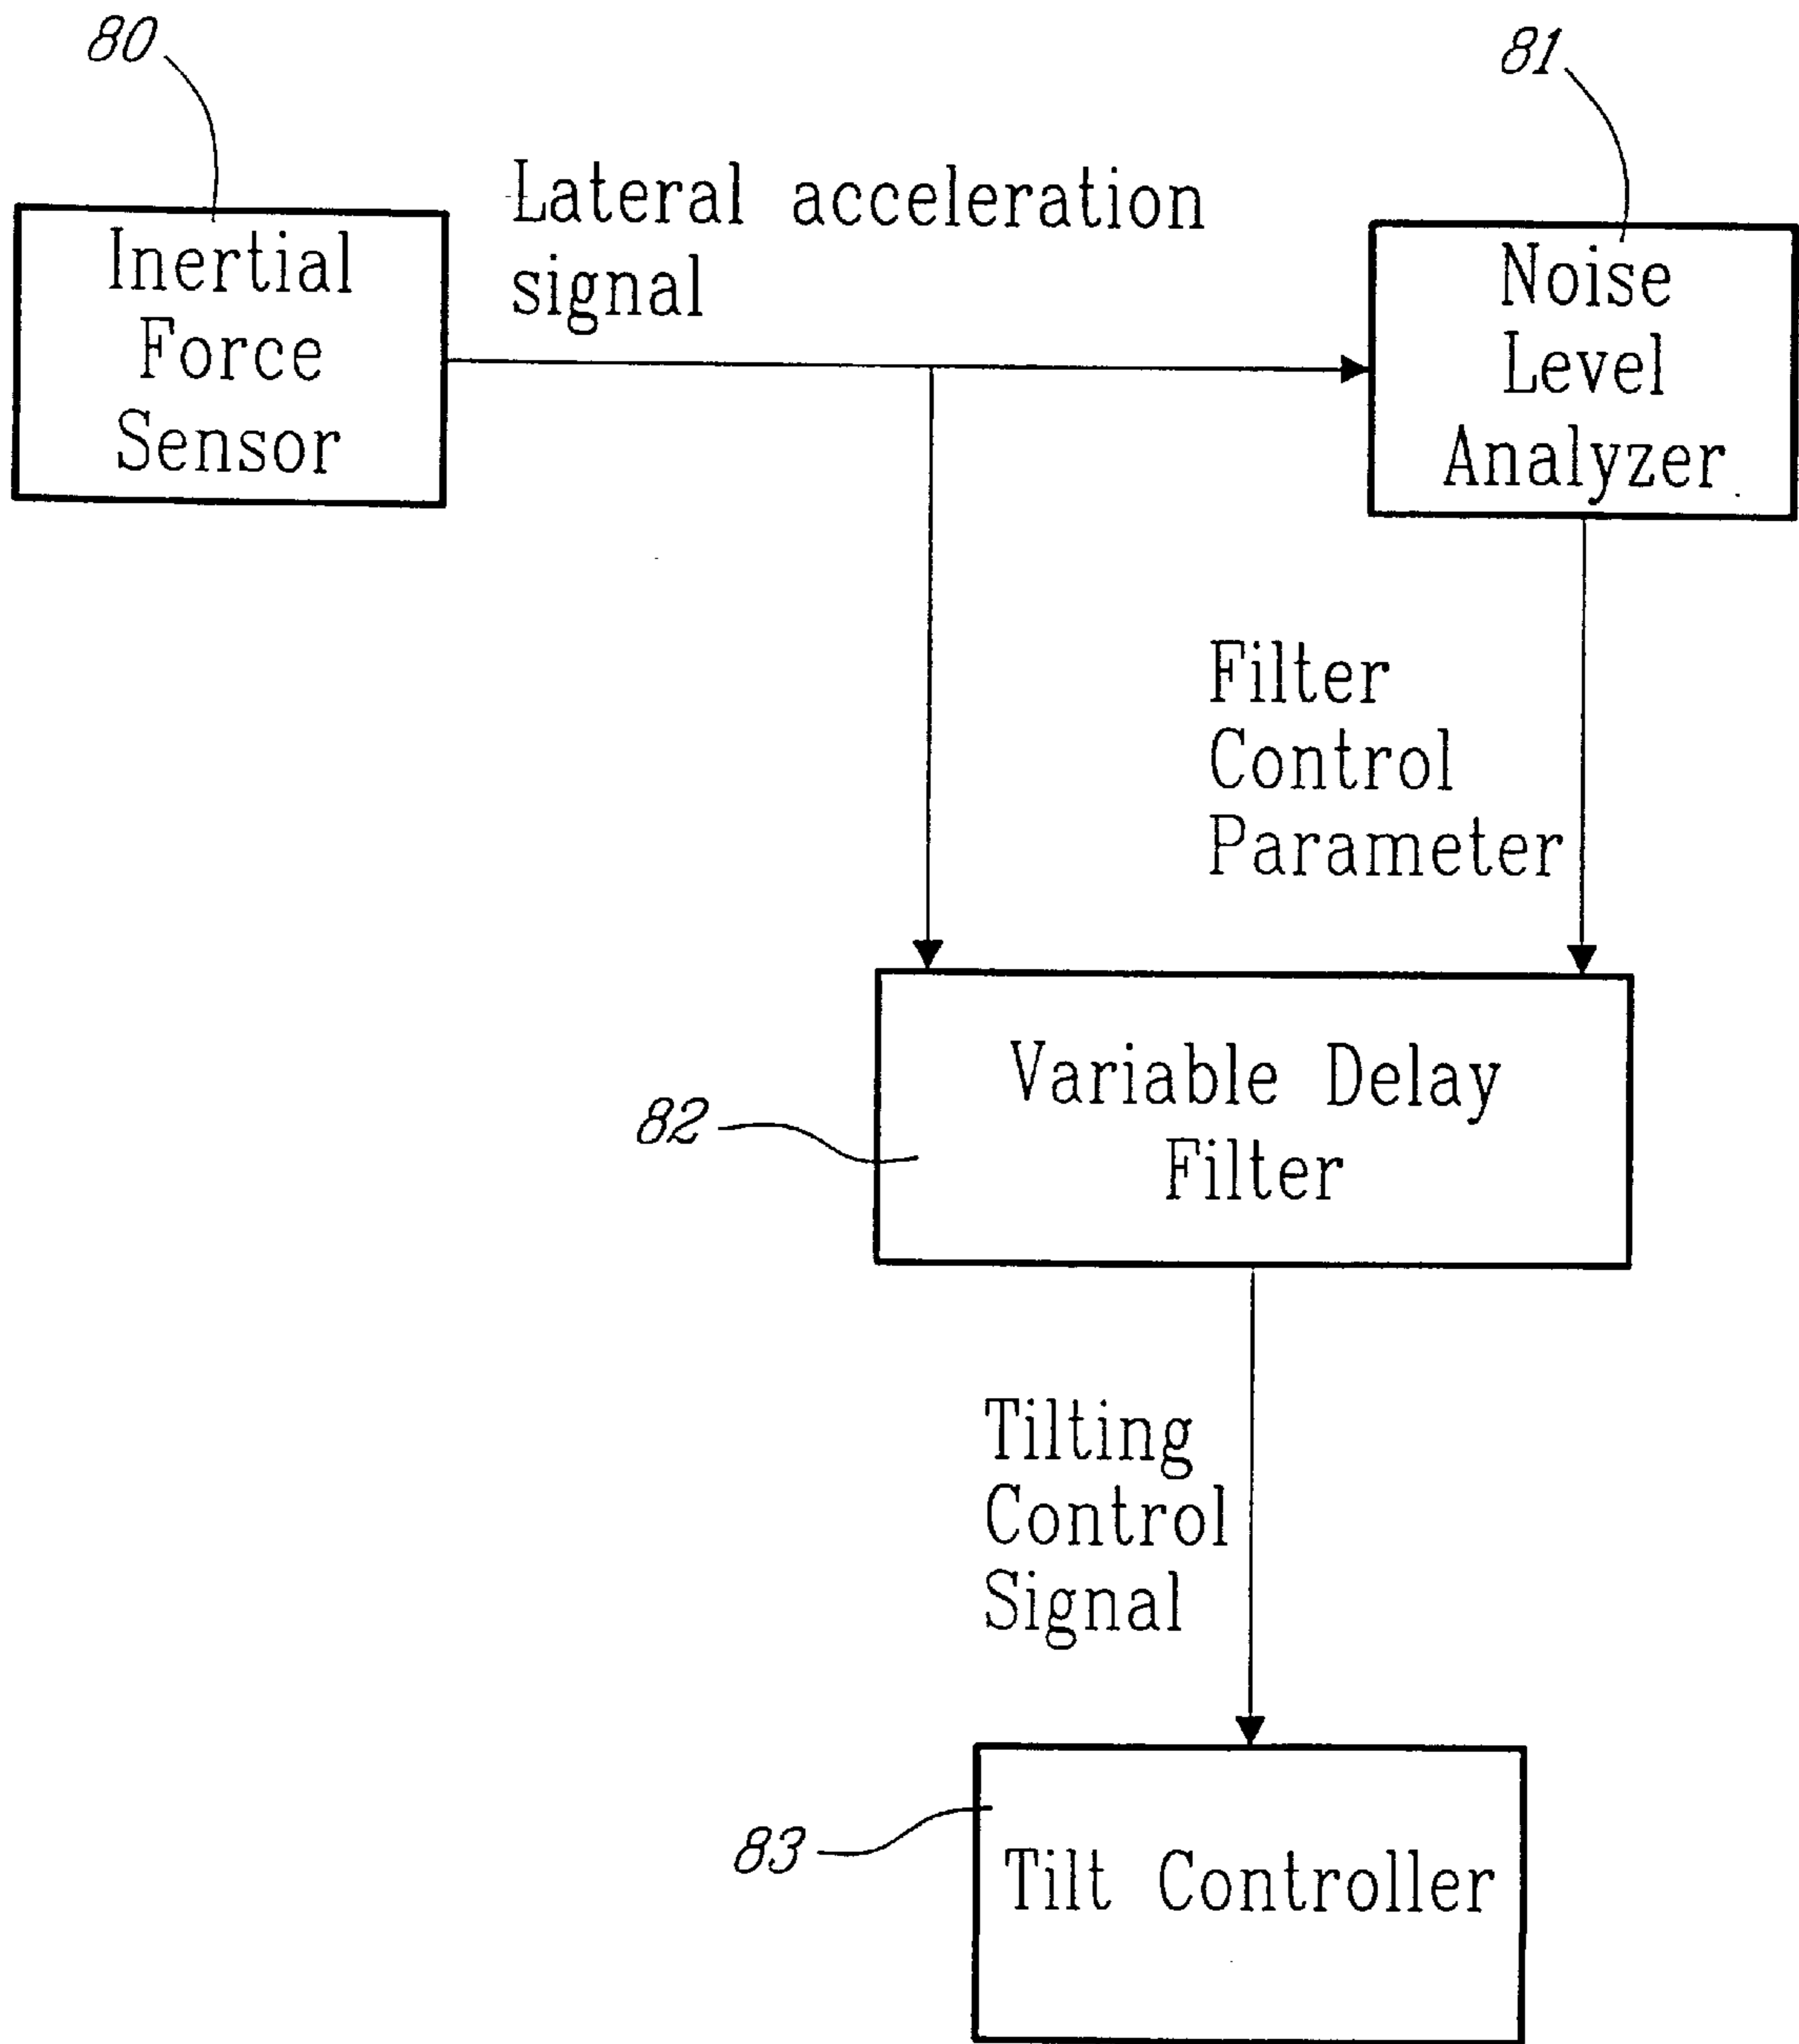 80
81
Lateral acceleration
signal
Inertial
Force
Sensor
Noise
Level
Analyzer
Filter
Control
Parameter
Variable Delay
Filter
82
Tilting
Control
Signal
83
Tilt Controller